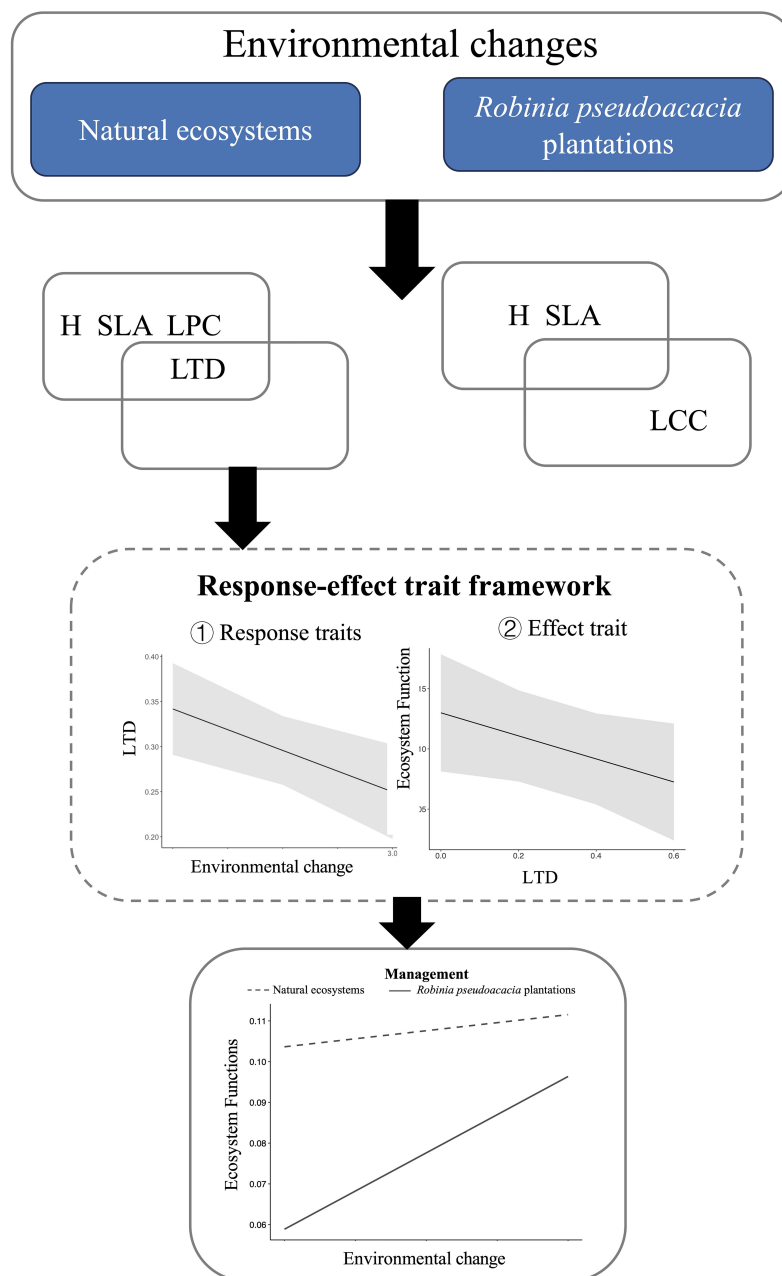 Environmental changes
Natural ecosystems
Robinia pseudoacacia
plantations
H SLA LPC
LTD
H SLA
LCC
Response-effect trait framework
① Response traits
② Effect trait
0.40
0.35
0.30
0.25
0.20
LTD
3.0
Environmental change
Ecosystem Function
15
10
05
0.0 0.2 0.4 0.6
LTD
Management
Natural ecosystems Robinia pseudoacacia plantations
0.11
0.10
0.09
0.08
0.07
0.06
Ecosystem Functions
Environmental change